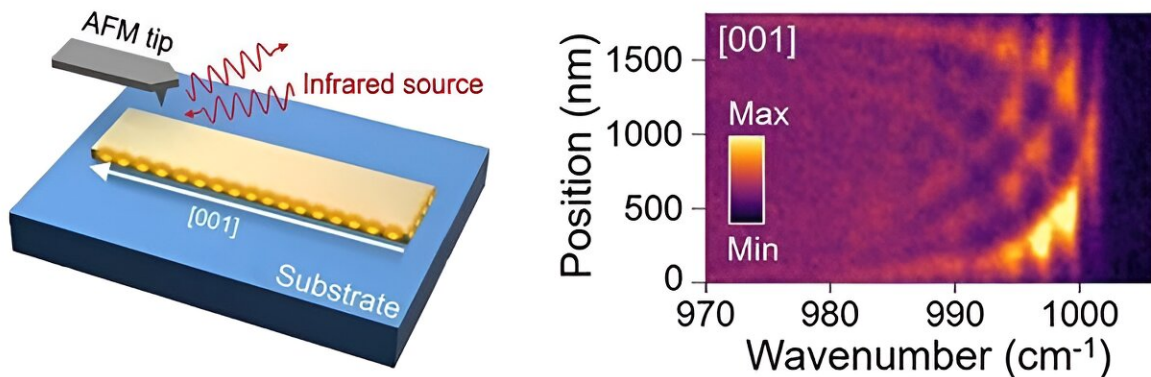 AFM tip
Infrared source
[001]
Substrate
Position (nm)
1500
1000
500
0
[001]
Max
Min
970
980
990
1000
Wavenumber (cm⁻¹)